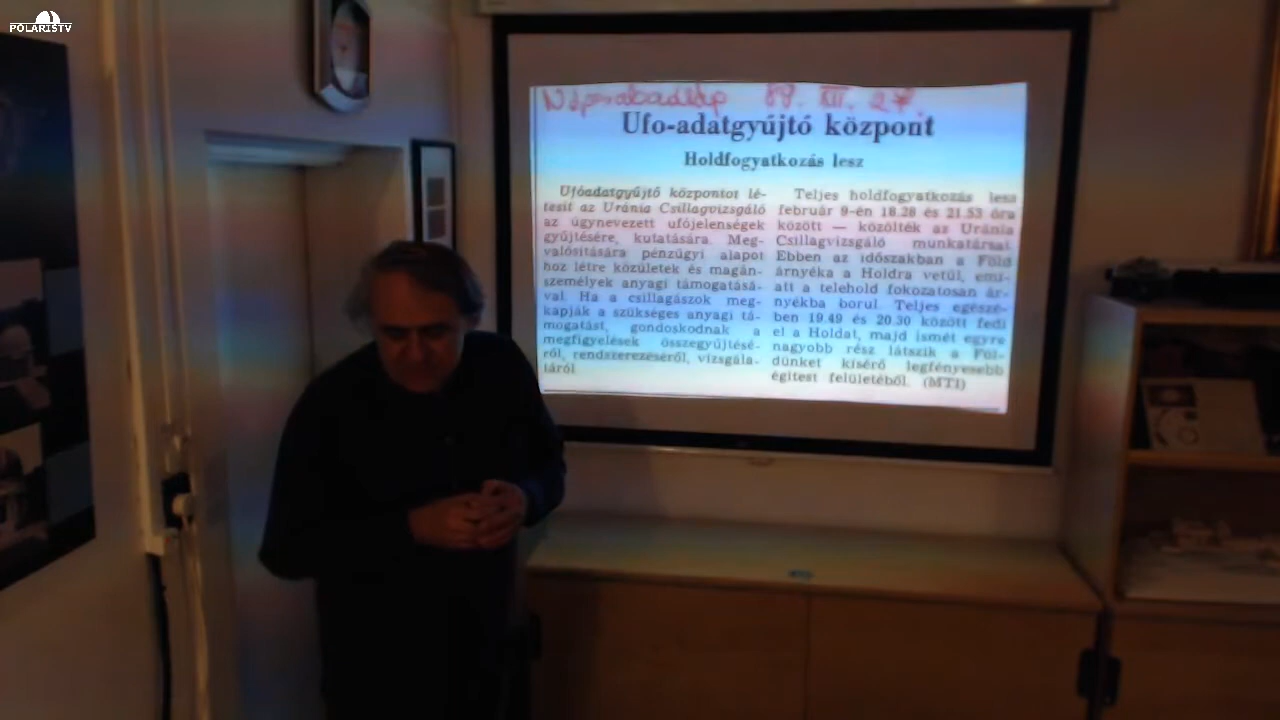 POLARISTV
Népszabadság 89. XII. 27.
Ufo-adatgyűjtő központ
Holdfogyatkozás lesz
Ufóadatgyűjtő központot lé-
tesít az Uránia Csillagvizsgáló
az úgynevezett ufójelenségek
gyűjtésére, kutatására. Meg-
valósítására pénzügyi alapot
hoz létre közületek és magán-
személyek anyagi támogatásá-
val. Ha a csillagászok meg-
kapják a szükséges anyagi tá-
mogatást, gondoskodnak a
megfigyelések összegyűjtésé-
ről, rendszerezéséről, vizsgála-
táról.
Teljes holdfogyatkozás lesz
február 9-én 18.28 és 21.53 óra
között — közölték az Uránia
Csillagvizsgáló munkatársai.
Ebben az időszakban a Föld
árnyéka a Holdra vetül, emi-
att a telehold fokozatosan ár-
nyékba borul. Teljes egészé-
ben 19.49 és 20.30 között fedi
el a Holdat, majd ismét egyre
nagyobb rész látszik a Föl-
dünket kísérő legfényesebb
égitest felületéből. (MTI)